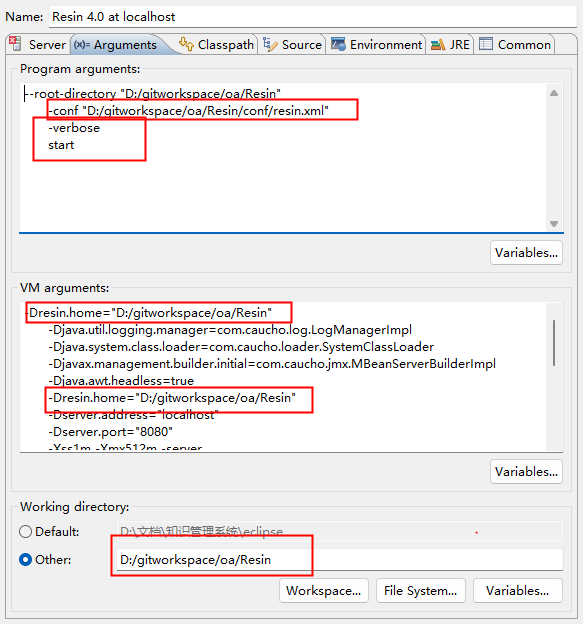 Name: Resin 4.0 at localhost
Server (x)= Arguments Classpath Source Environment JRE Common
Program arguments:
--root-directory "D:/gitworkspace/oa/Resin"
-conf "D:/gitworkspace/oa/Resin/conf/resin.xml"
-verbose
start
Variables...
VM arguments:
-Dresin.home="D:/gitworkspace/oa/Resin"
-Djava.util.logging.manager=com.caucho.log.LogManagerImpl
-Djava.system.class.loader=com.caucho.loader.SystemClassLoader
-Djavax.management.builder.initial=com.caucho.jmx.MBeanServerBuilderImpl
-Djava.awt.headless=true
-Dresin.home="D:/gitworkspace/oa/Resin"
-Dserver.address="localhost"
-Dserver.port="8080"
-Xss1m -Xmx512m -server
Variables...
Working directory:
Default: D:\文档\知识管理系统\eclipse
Other: D:/gitworkspace/oa/Resin
Workspace... File System... Variables...